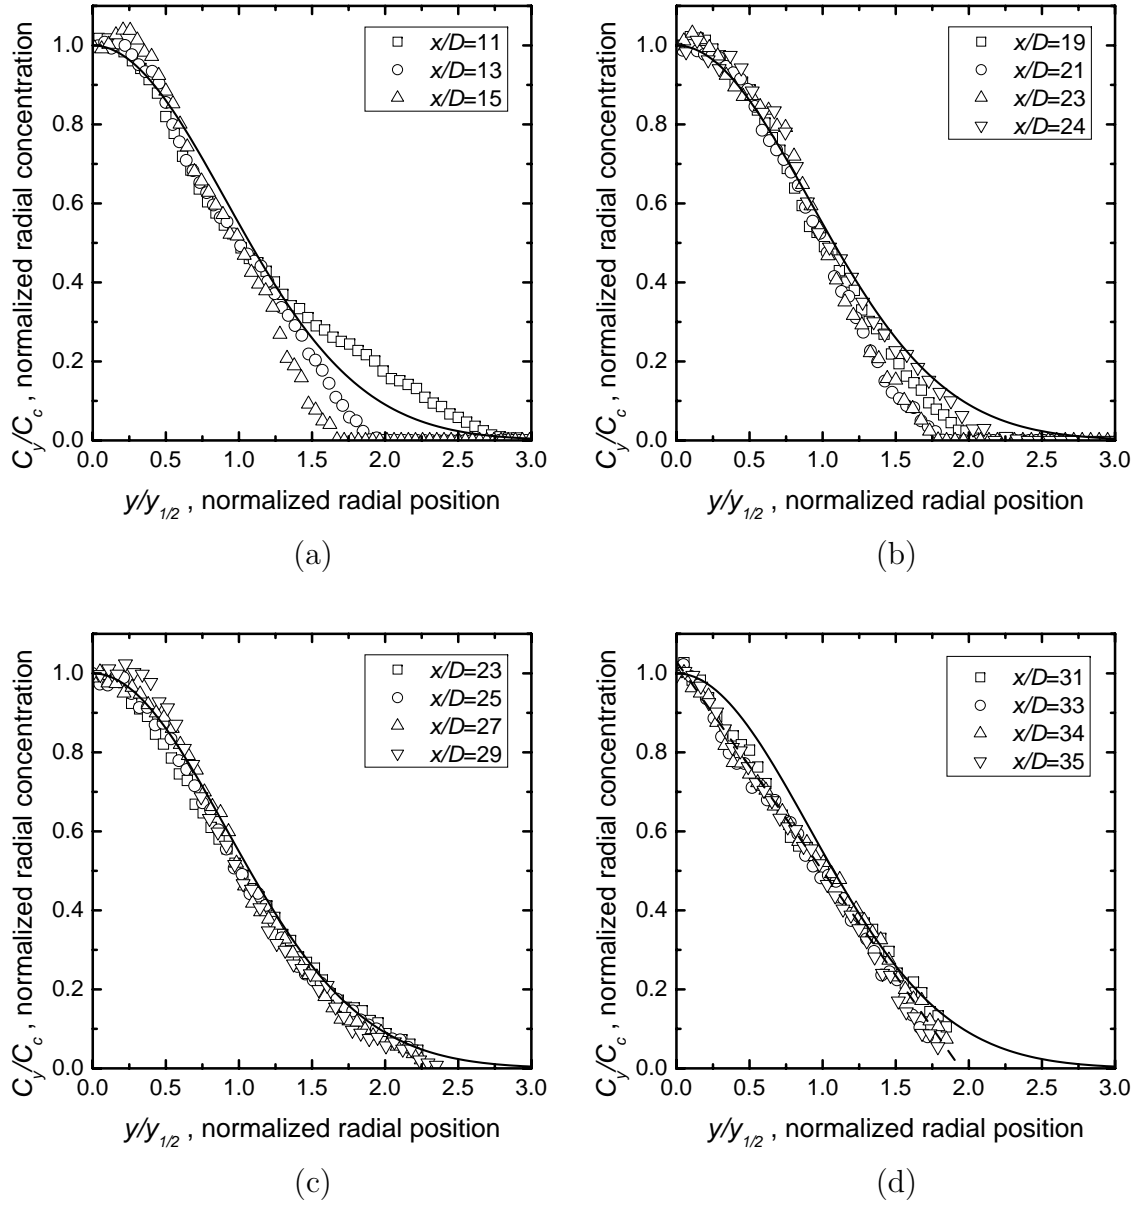 C_y/C_c , normalized radial concentration
1.0
0.8
0.6
0.4
0.2
0.0
x/D=11
x/D=13
x/D=15
0.0 0.5 1.0 1.5 2.0 2.5 3.0
y/y_1/2 , normalized radial position
(a)
C_y/C_c , normalized radial concentration
1.0
0.8
0.6
0.4
0.2
0.0
x/D=19
x/D=21
x/D=23
x/D=24
0.0 0.5 1.0 1.5 2.0 2.5 3.0
y/y_1/2 , normalized radial position
(b)
C_y/C_c , normalized radial concentration
1.0
0.8
0.6
0.4
0.2
0.0
x/D=23
x/D=25
x/D=27
x/D=29
0.0 0.5 1.0 1.5 2.0 2.5 3.0
y/y_1/2 , normalized radial position
(c)
C_y/C_c , normalized radial concentration
1.0
0.8
0.6
0.4
0.2
0.0
x/D=31
x/D=33
x/D=34
x/D=35
0.0 0.5 1.0 1.5 2.0 2.5 3.0
y/y_1/2 , normalized radial position
(d)